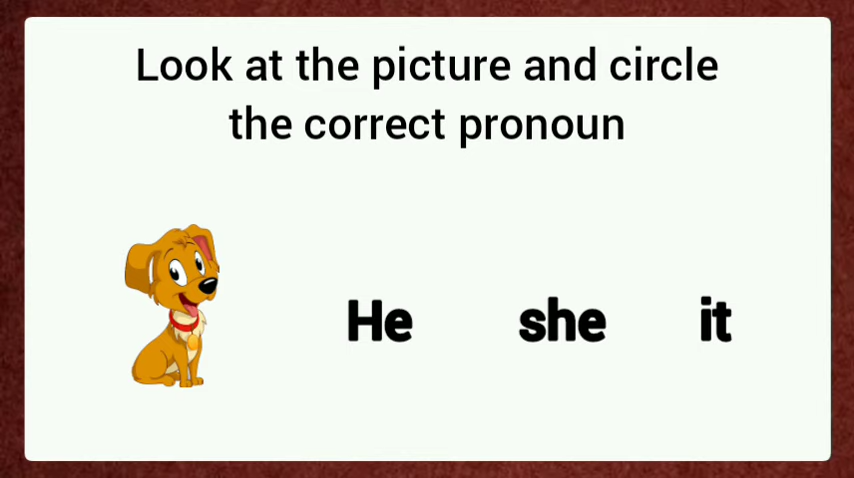 Look at the picture and circle
the correct pronoun
He she it